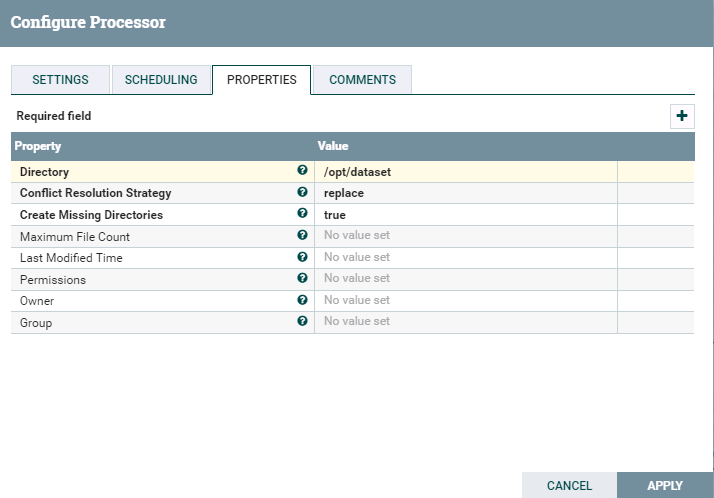 Configure Processor
SETTINGS SCHEDULING PROPERTIES COMMENTS
Required field
Property Value
Directory /opt/dataset
Conflict Resolution Strategy replace
Create Missing Directories true
Maximum File Count No value set
Last Modified Time No value set
Permissions No value set
Owner No value set
Group No value set
CANCEL APPLY